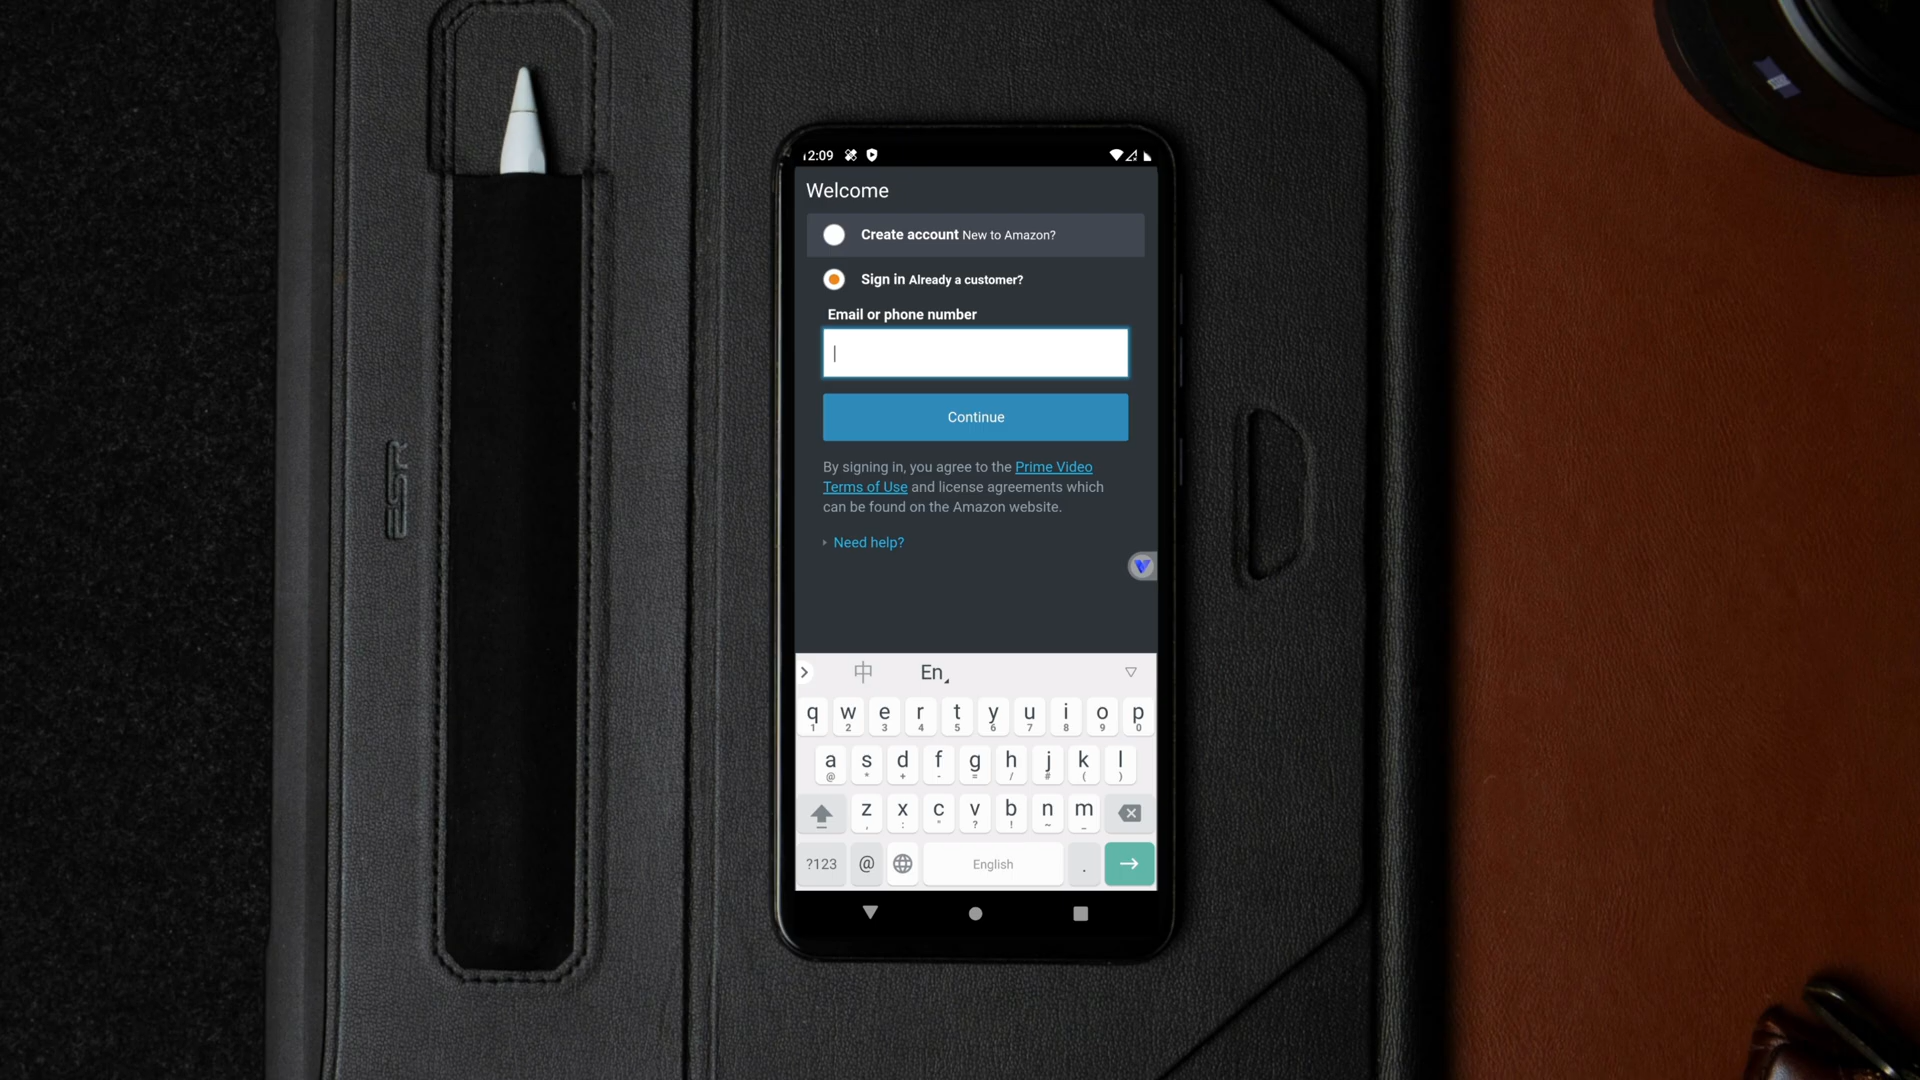 ESR
12:09
Welcome
Create account New to Amazon?
Sign in Already a customer?
Email or phone number
Continue
By signing in, you agree to the Prime Video
Terms of Use and license agreements which
can be found on the Amazon website.
Need help?
中 En
q w e r t y u i o p
1 2 3 4 5 6 7 8 9 0
a s d f g h j k l
@ * + - = / # ( )
z x c v b n m
, : " ? ! ~ _
?123 @ English .